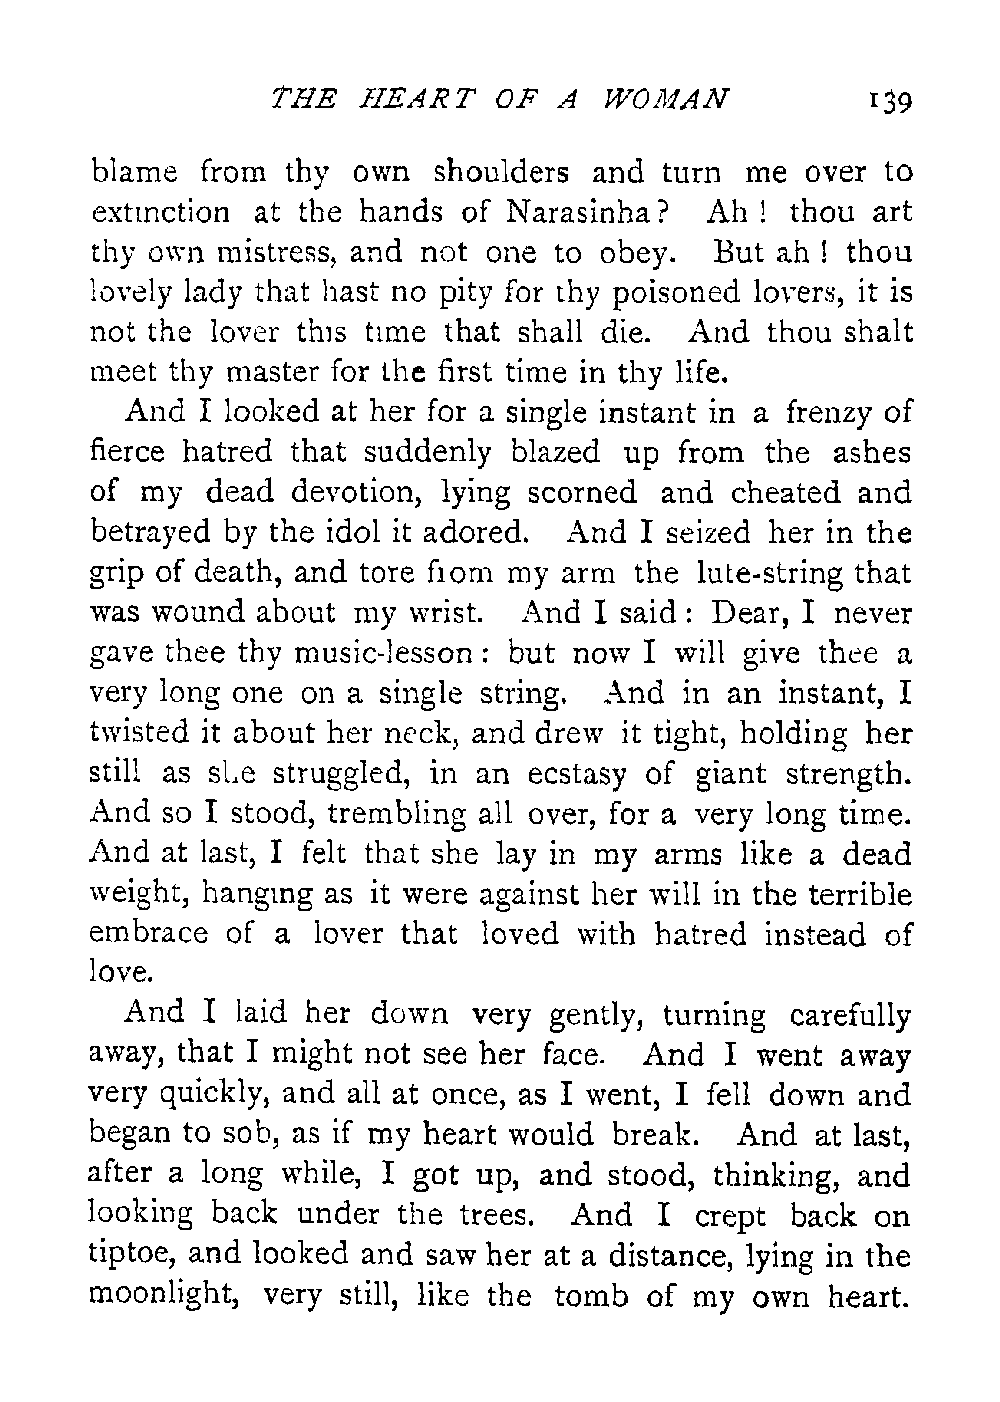 THE HEART OF A WOMAN 139
blame from thy own shoulders and turn me over to
extinction at the hands of Narasinha? Ah! thou art
thy own mistress, and not one to obey. But ah! thou
lovely lady that hast no pity for thy poisoned lovers, it is
not the lover this time that shall die. And thou shalt
meet thy master for the first time in thy life.
And I looked at her for a single instant in a frenzy of
fierce hatred that suddenly blazed up from the ashes
of my dead devotion, lying scorned and cheated and
betrayed by the idol it adored. And I seized her in the
grip of death, and tore from my arm the lute-string that
was wound about my wrist. And I said: Dear, I never
gave thee thy music-lesson: but now I will give thee a
very long one on a single string. And in an instant, I
twisted it about her neck, and drew it tight, holding her
still as she struggled, in an ecstasy of giant strength.
And so I stood, trembling all over, for a very long time.
And at last, I felt that she lay in my arms like a dead
weight, hanging as it were against her will in the terrible
embrace of a lover that loved with hatred instead of
love.
And I laid her down very gently, turning carefully
away, that I might not see her face. And I went away
very quickly, and all at once, as I went, I fell down and
began to sob, as if my heart would break. And at last,
after a long while, I got up, and stood, thinking, and
looking back under the trees. And I crept back on
tiptoe, and looked and saw her at a distance, lying in the
moonlight, very still, like the tomb of my own heart.